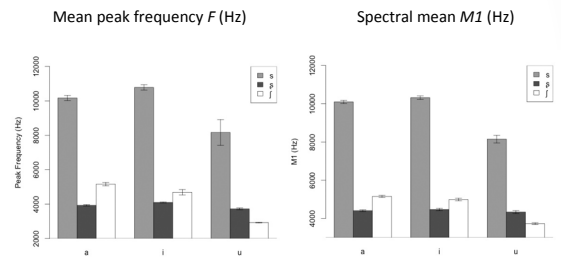 Mean peak frequency F (Hz)
Spectral mean M1 (Hz)
Peak Frequency (Hz)
12000
10000
8000
6000
4000
2000
s
ʂ
ʃ
a
i
u
M1 (Hz)
12000
10000
8000
6000
4000
s
ʂ
ʃ
a
i
u